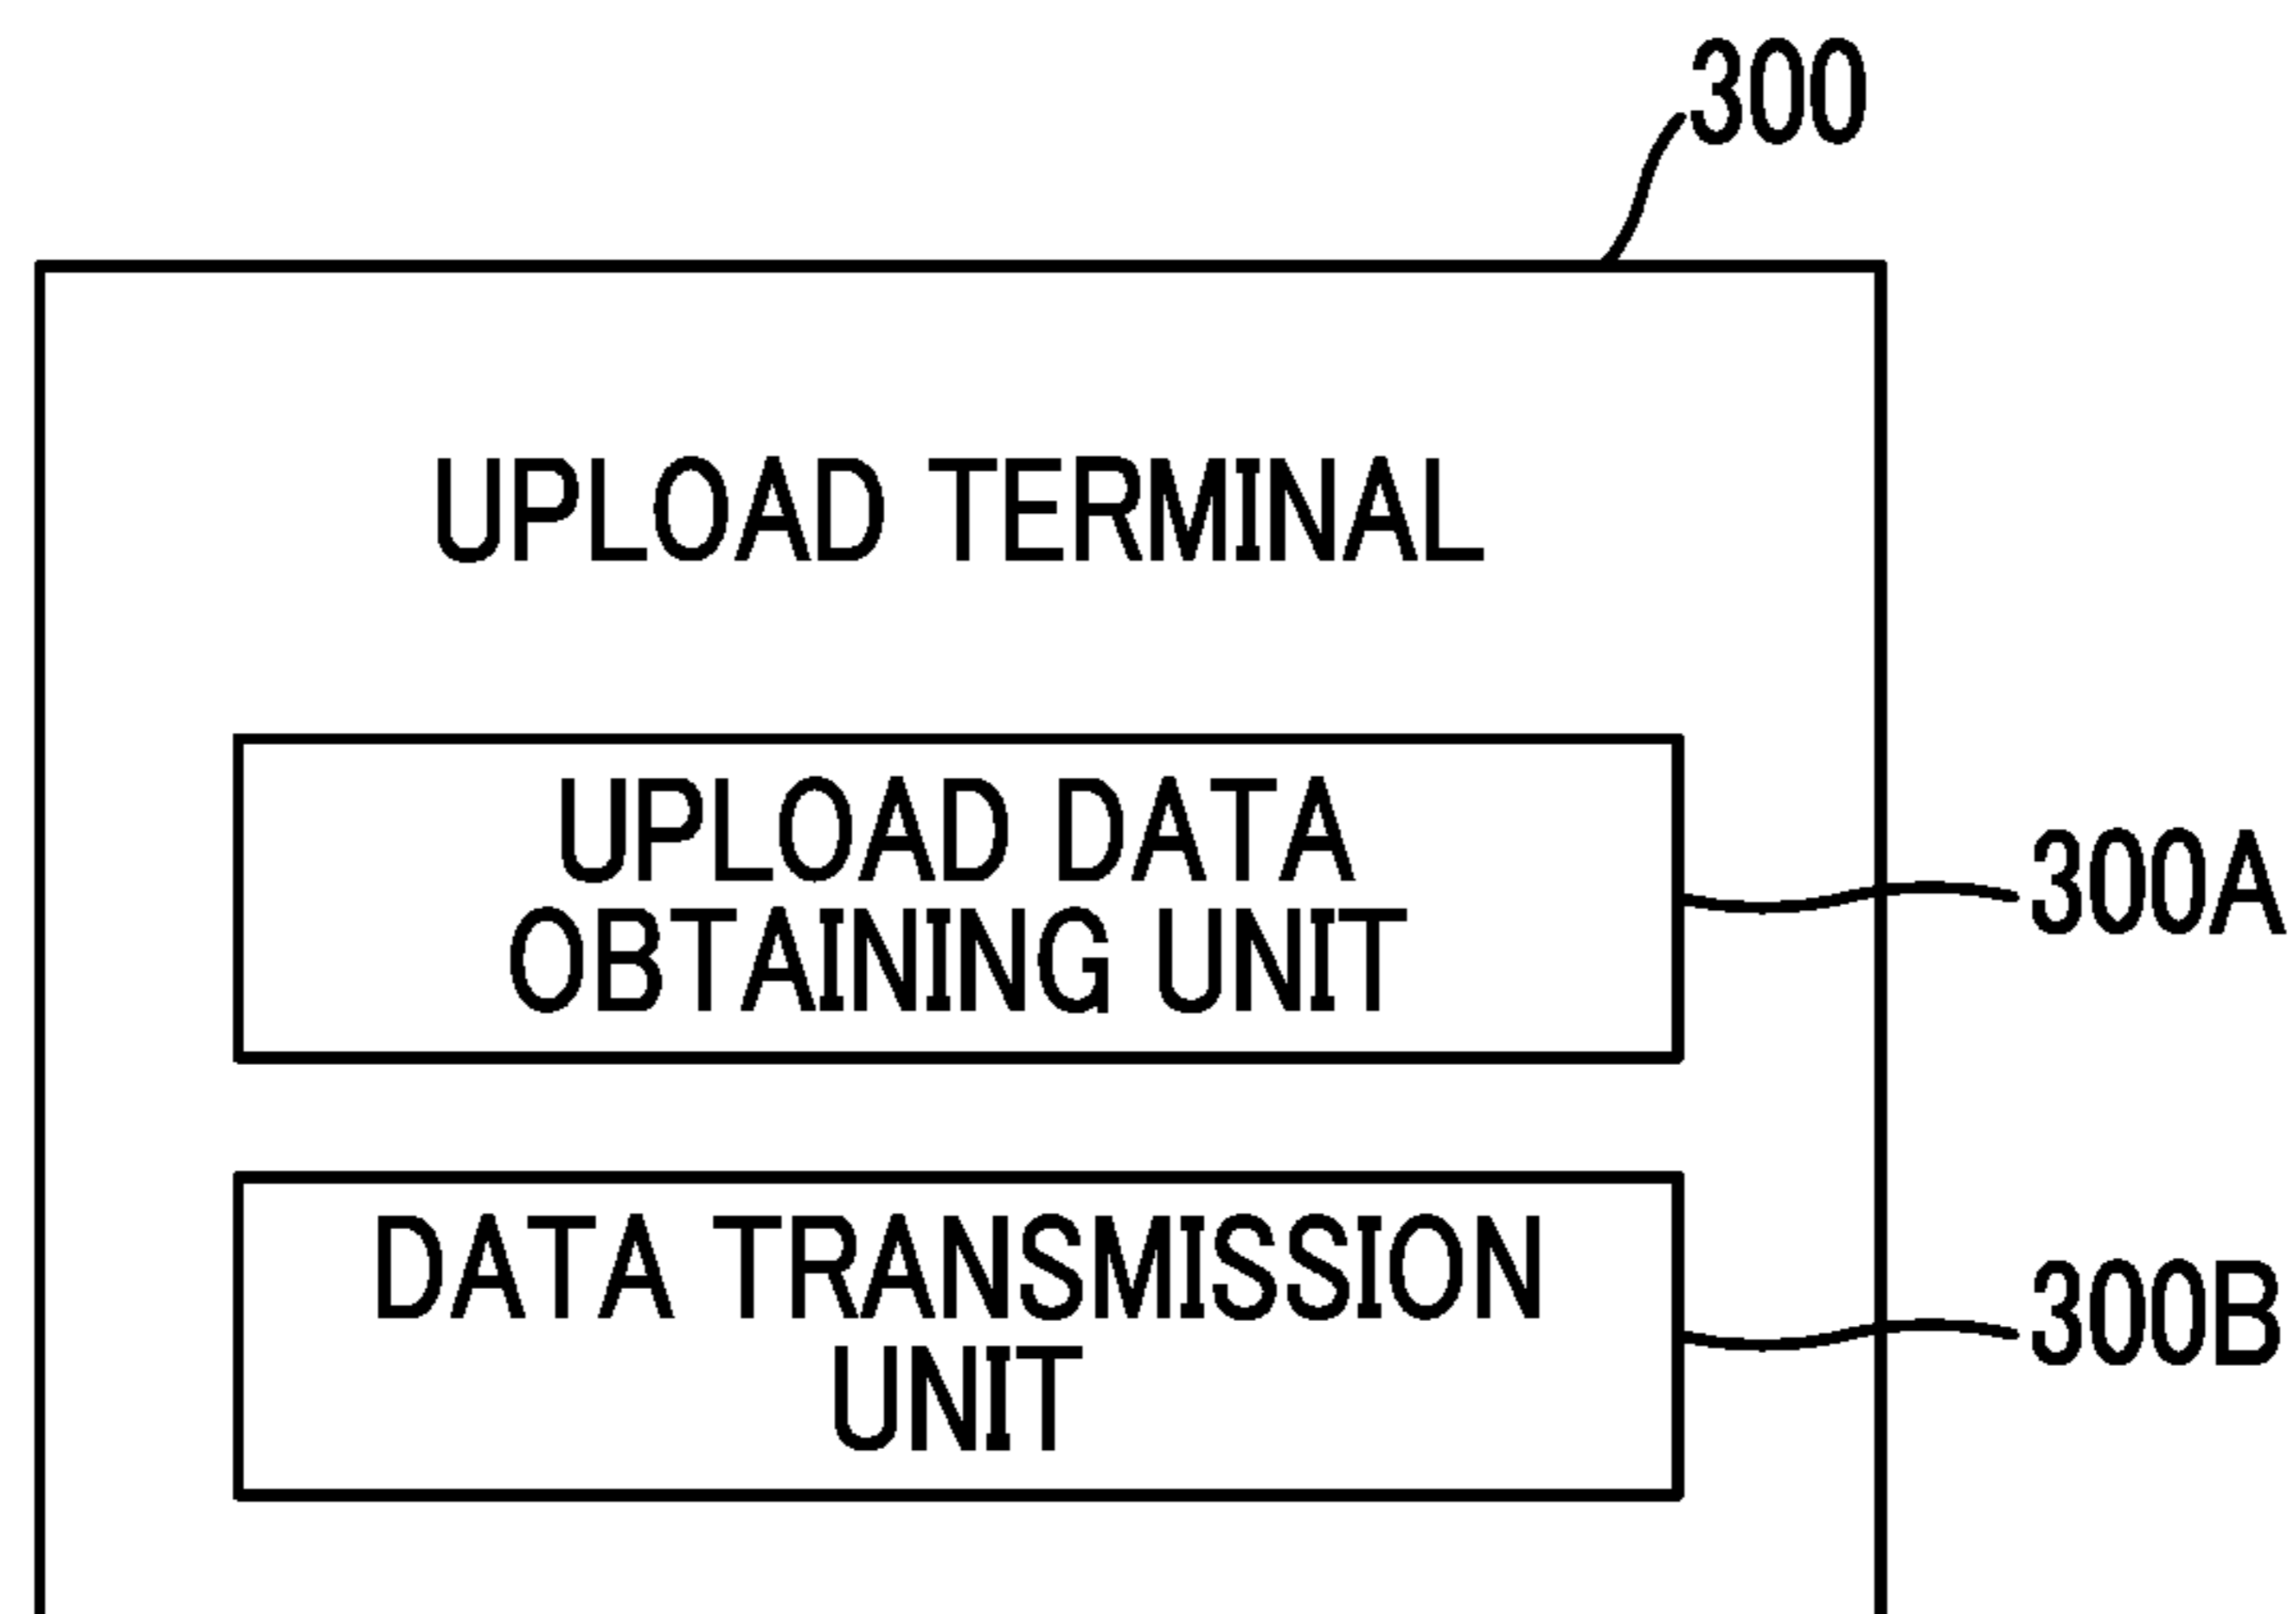 300
UPLOAD TERMINAL
UPLOAD DATA
OBTAINING UNIT
300A
DATA TRANSMISSION
UNIT
300B